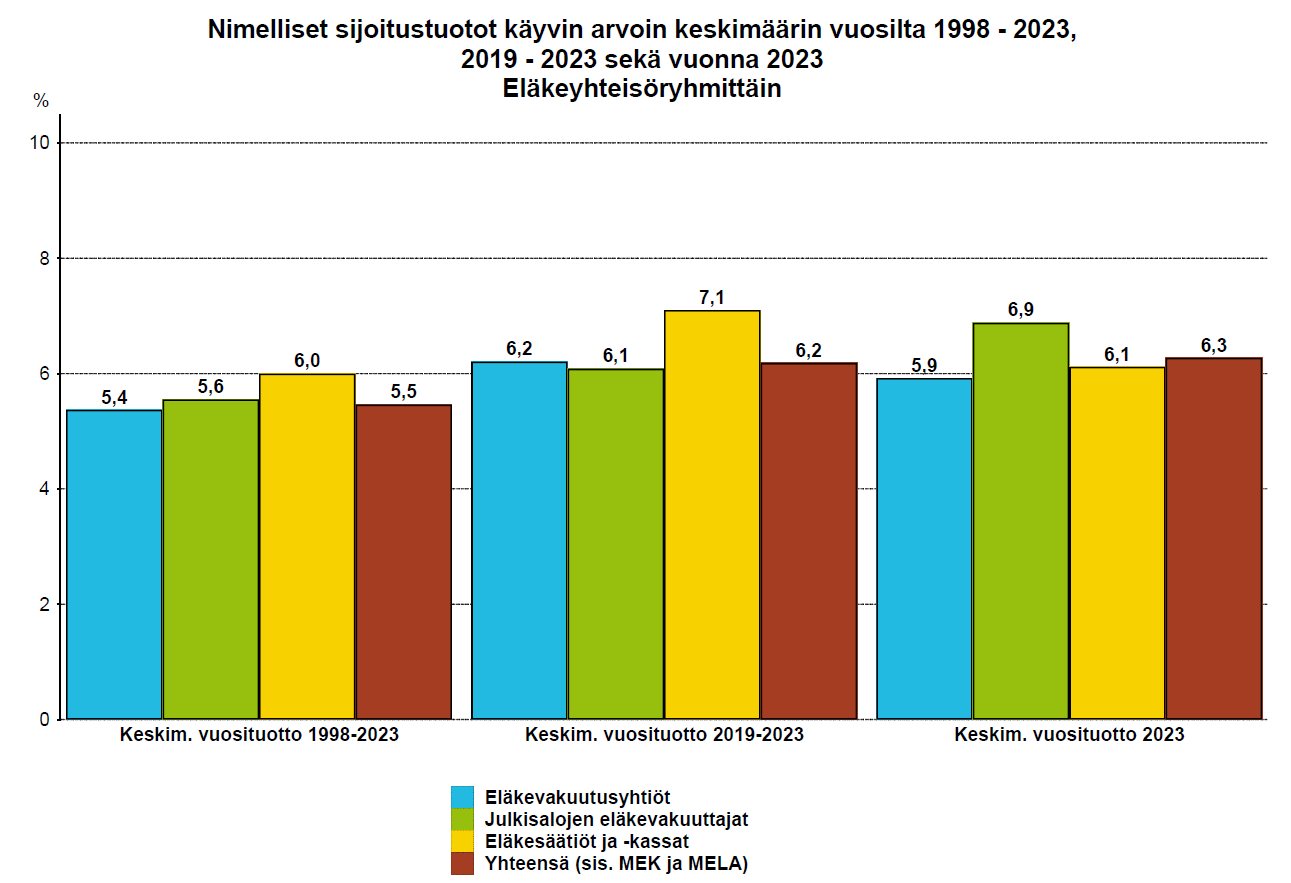 Nimelliset sijoitustuotot käyvin arvoin keskimäärin vuosilta 1998 - 2023,
2019 - 2023 sekä vuonna 2023
Eläkeyhteisöryhmittäin
%
10
8
6
4
2
0
5,4
5,6
6,0
5,5
6,2
6,1
7,1
6,2
5,9
6,9
6,1
6,3
Keskim. vuosituotto 1998-2023
Keskim. vuosituotto 2019-2023
Keskim. vuosituotto 2023
Eläkevakuutusyhtiöt
Julkisalojen eläkevakuuttajat
Eläkesäätiöt ja -kassat
Yhteensä (sis. MEK ja MELA)